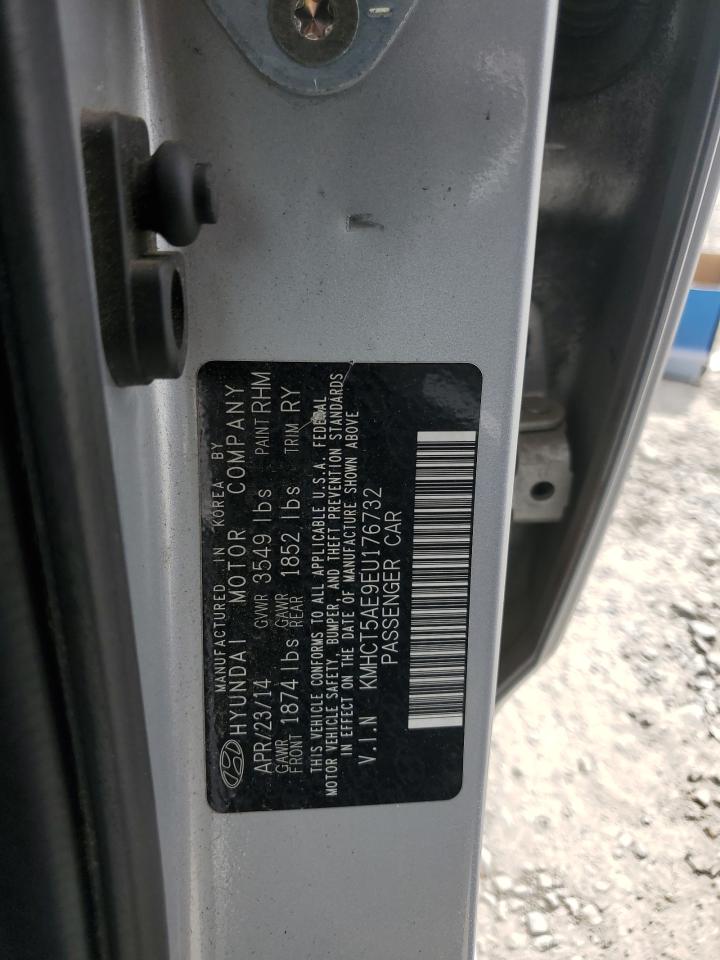 MANUFACTURED IN KOREA BY
HYUNDAI MOTOR COMPANY
APR/23/14 GVWR 3549 lbs PAINT RHM
GAWR FRONT 1874 lbs GAWR REAR 1852 lbs TRIM RY
THIS VEHICLE CONFORMS TO ALL APPLICABLE U.S.A. FEDERAL
MOTOR VEHICLE SAFETY, BUMPER, AND THEFT PREVENTION STANDARDS
IN EFFECT ON THE DATE OF MANUFACTURE SHOWN ABOVE
V.I.N KMHCT5AE9EU176732
PASSENGER CAR